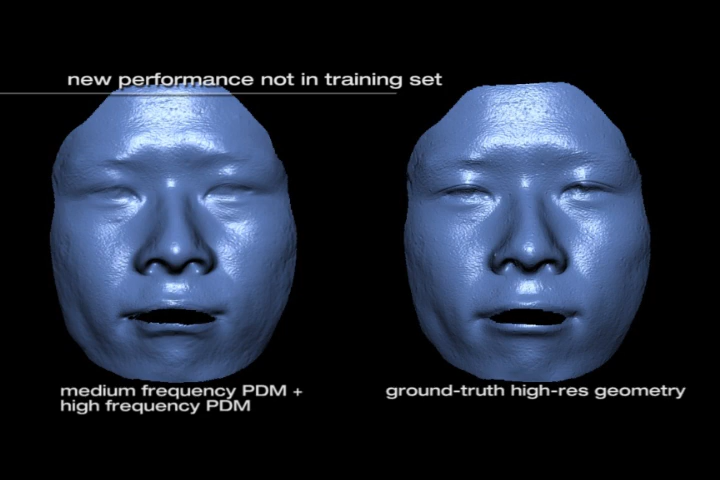 new performance not in training set
medium frequency PDM +
high frequency PDM
ground-truth high-res geometry